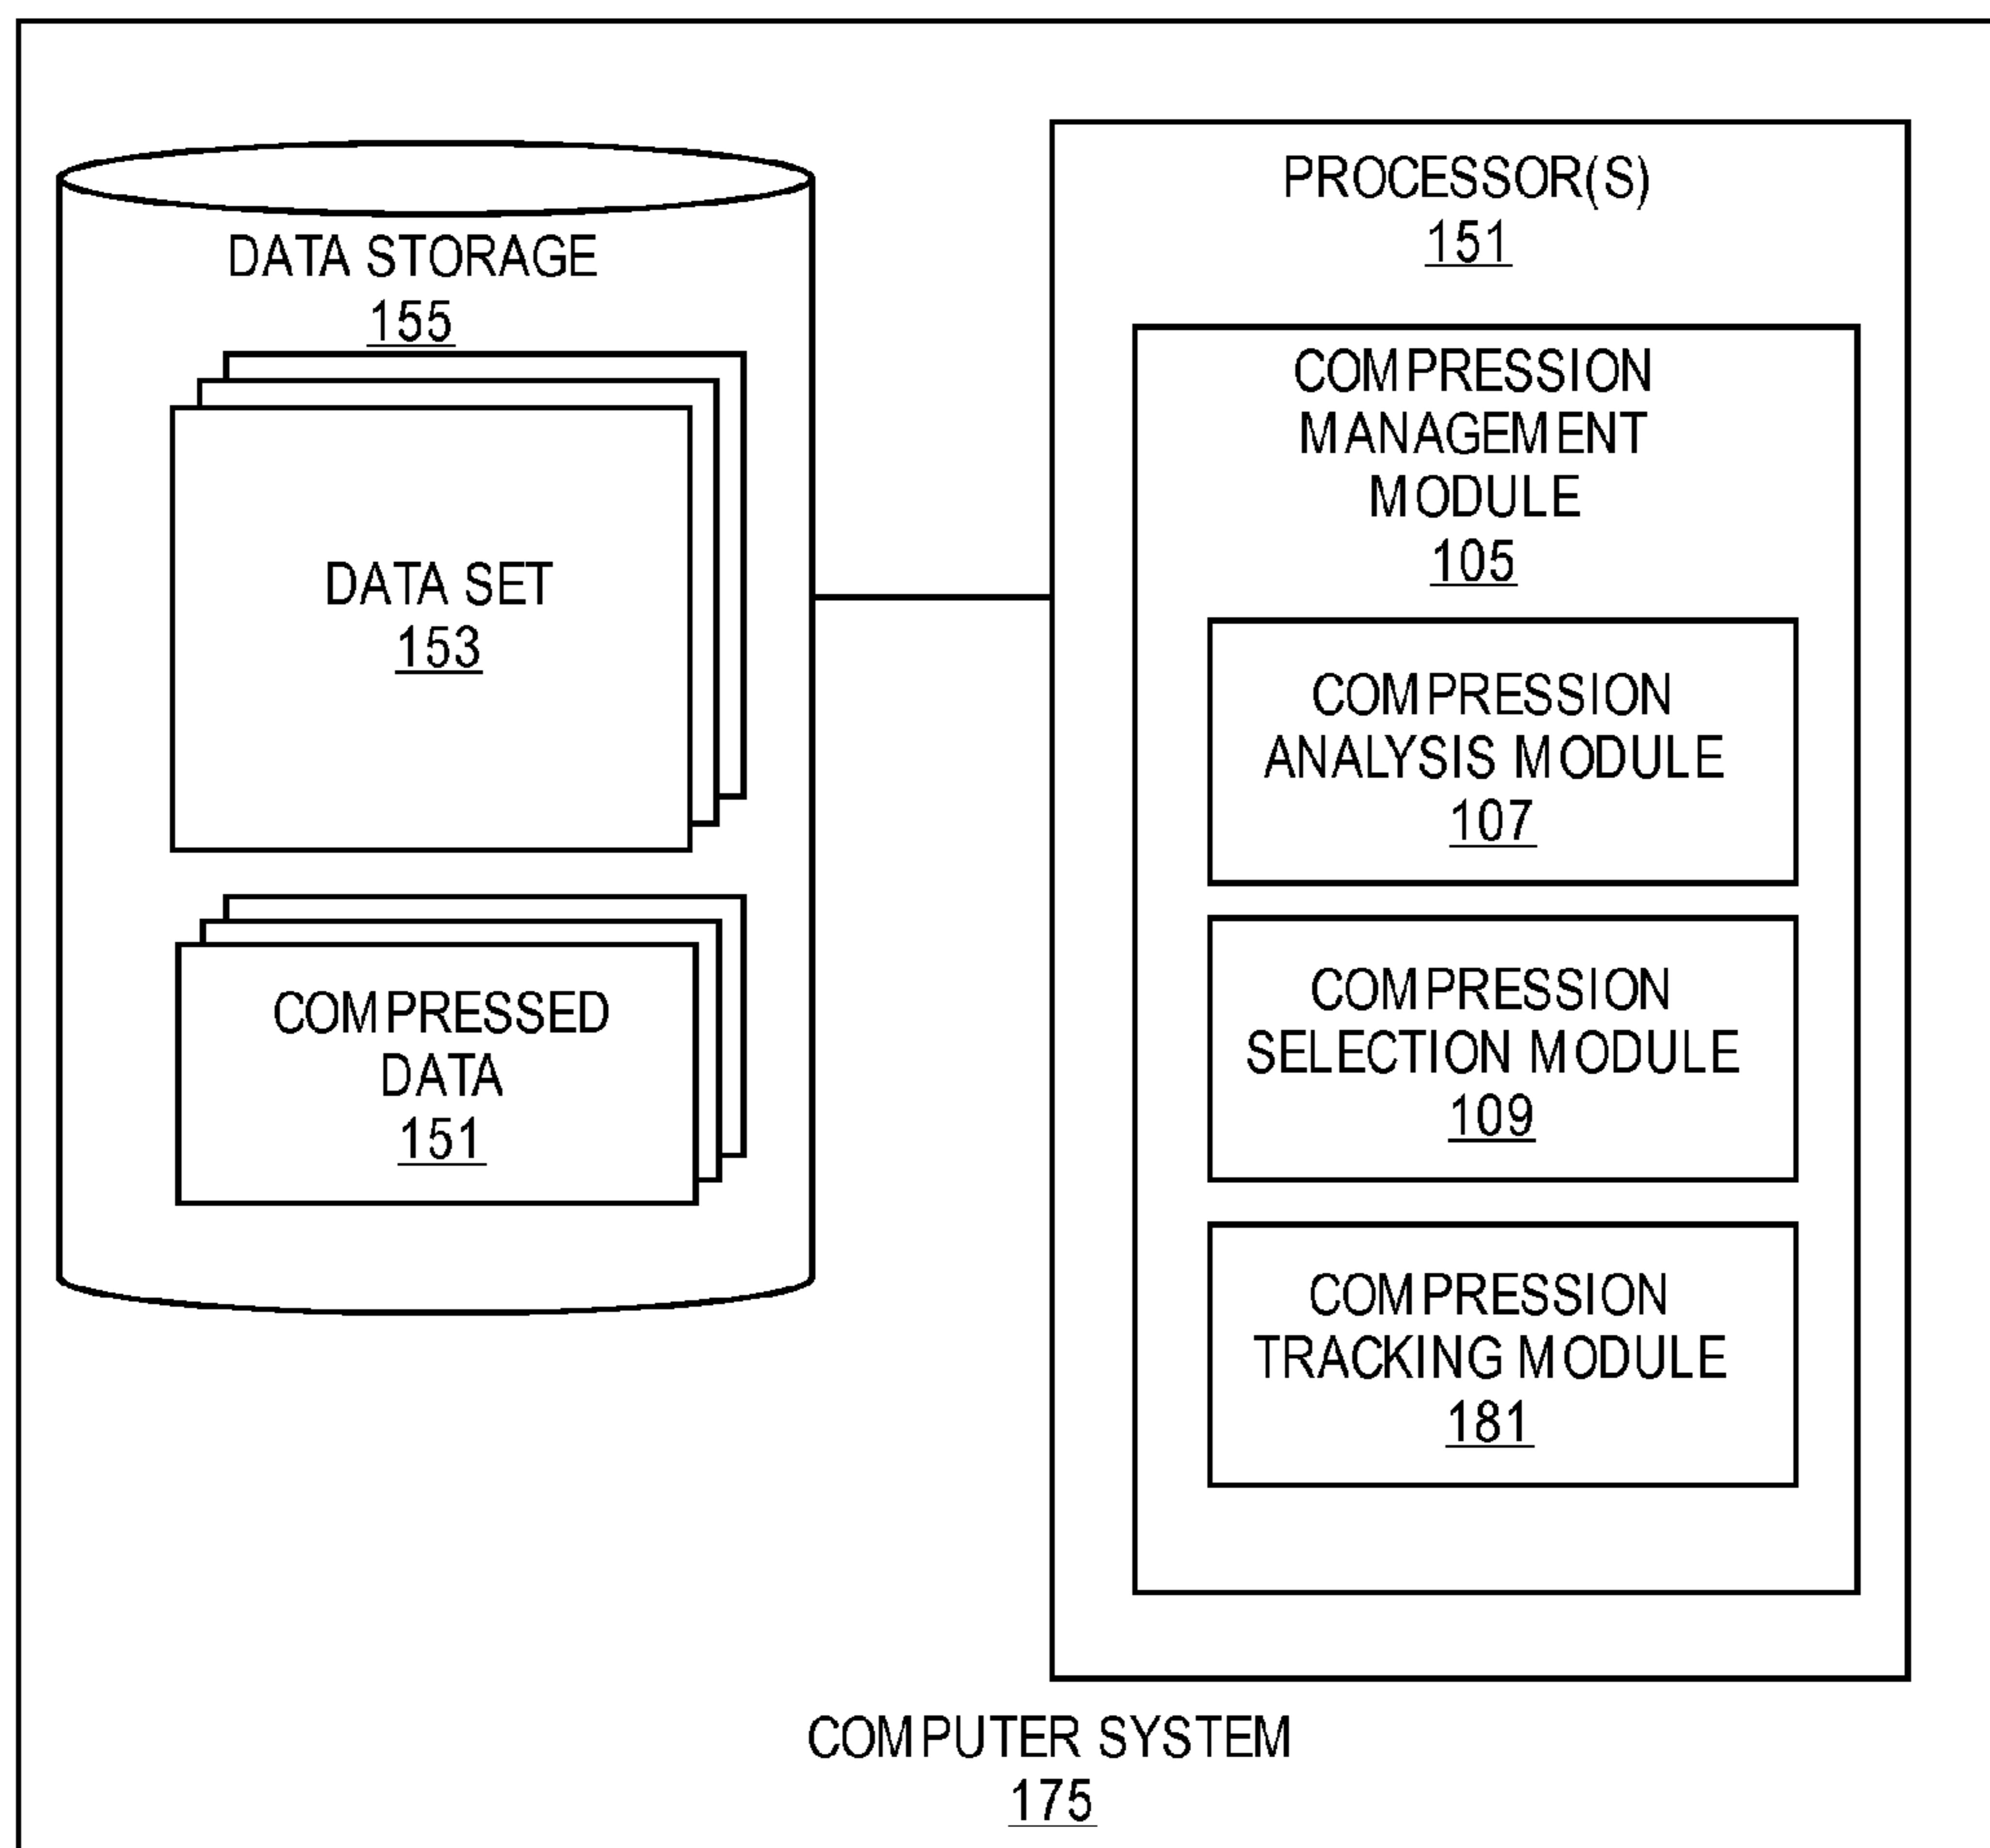 DATA STORAGE
155
DATA SET
153
COMPRESSED
DATA
151
PROCESSOR(S)
151
COMPRESSION
MANAGEMENT
MODULE
105
COMPRESSION
ANALYSIS MODULE
107
COMPRESSION
SELECTION MODULE
109
COMPRESSION
TRACKING MODULE
181
COMPUTER SYSTEM
175